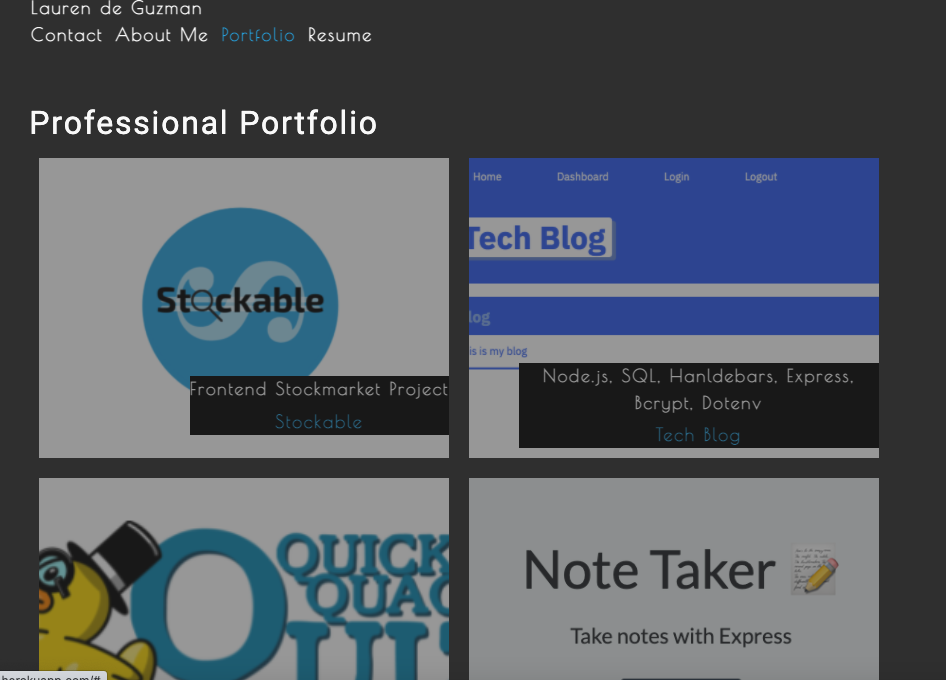 Lauren de Guzman
Contact About Me Portfolio Resume
Professional Portfolio
Stockable
Frontend Stockmarket Project
Stockable
Home Dashboard Login Logout
Tech Blog
log
is is my blog
Node.js, SQL, Hanldebars, Express,
Bcrypt, Dotenv
Tech Blog
QUICK
QUAC
Note Taker
Take notes with Express